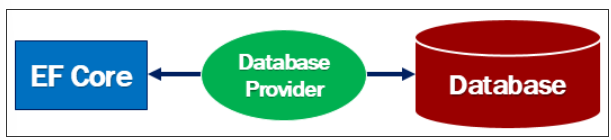 EF Core
Database
Provider
Database